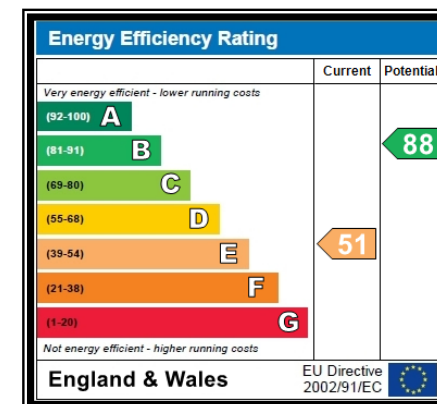 Energy Efficiency Rating
Current Potential
Very energy efficient - lower running costs
(92-100) A
(81-91) B
88
(69-80) C
(55-68) D
(39-54) E
51
(21-38) F
(1-20) G
Not energy efficient - higher running costs
England & Wales
EU Directive
2002/91/EC